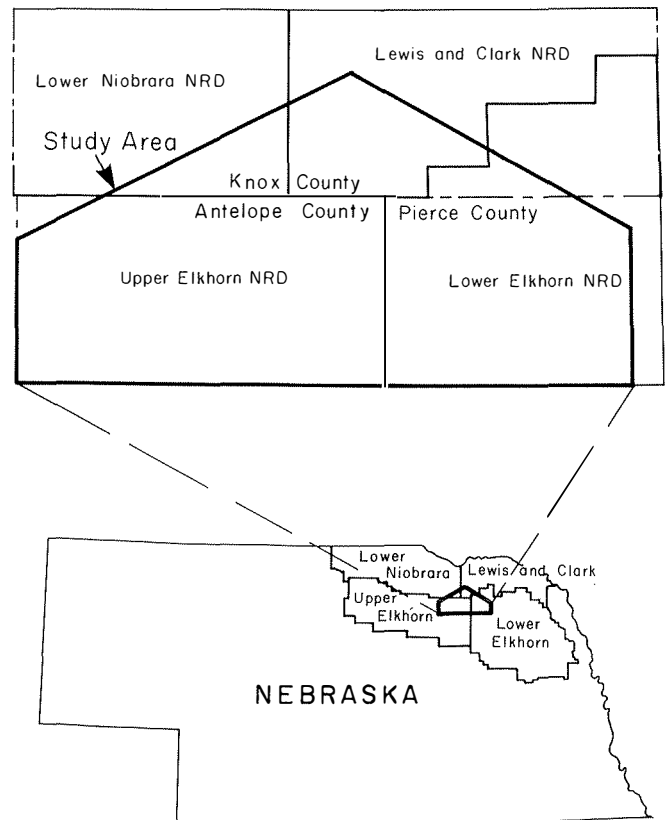 Lower Niobrara NRD
Lewis and Clark NRD
Study Area
Knox County
Antelope County
Pierce County
Upper Elkhorn NRD
Lower Elkhorn NRD
Lower
Niobrara
Lewis and Clark
Upper
Elkhorn
Lower
Elkhorn
NEBRASKA